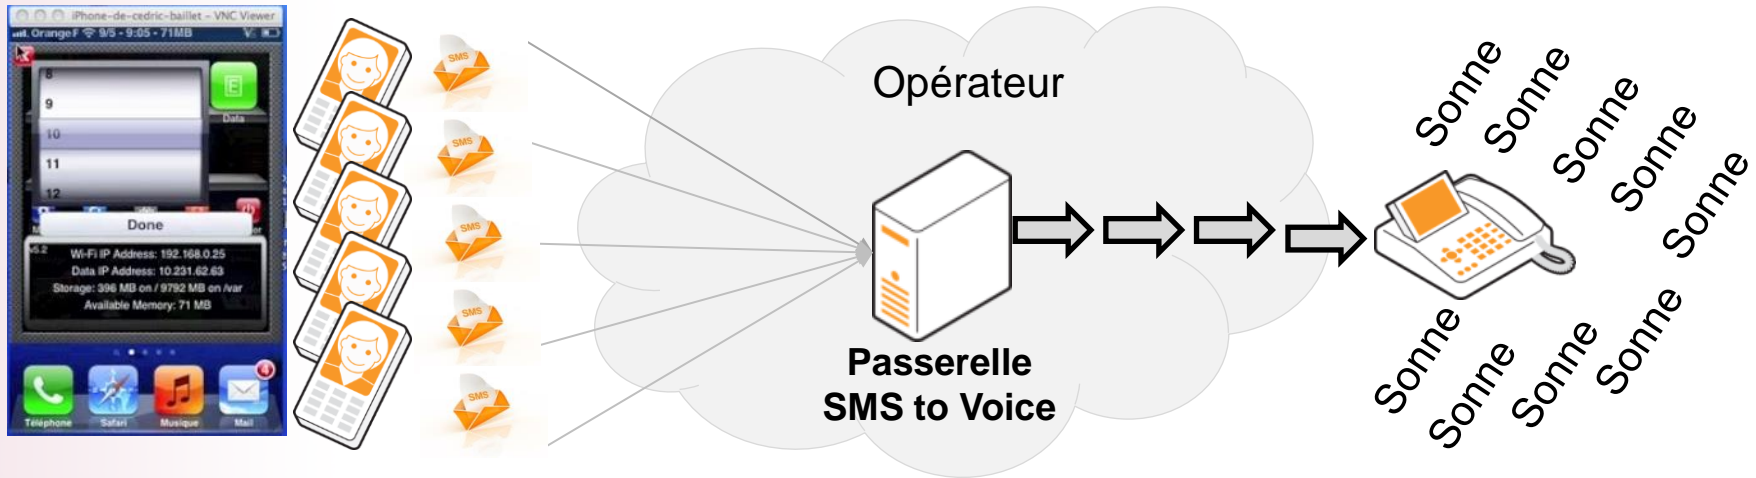 iPhone-de-cedric-baillet – VNC Viewer
Orange F 9/5 - 9:05 - 71MB
8
9
10
11
12
E
Data
Done
v5.2
Wi-Fi IP Address: 192.168.0.25
Data IP Address: 10.231.62.63
Storage: 396 MB on / 9792 MB on /var
Available Memory: 71 MB
4
Téléphone
Safari
Musique
Mail
SMS
SMS
SMS
SMS
SMS
Opérateur
Passerelle
SMS to Voice
Sonne
Sonne
Sonne
Sonne
Sonne
Sonne
Sonne
Sonne
Sonne